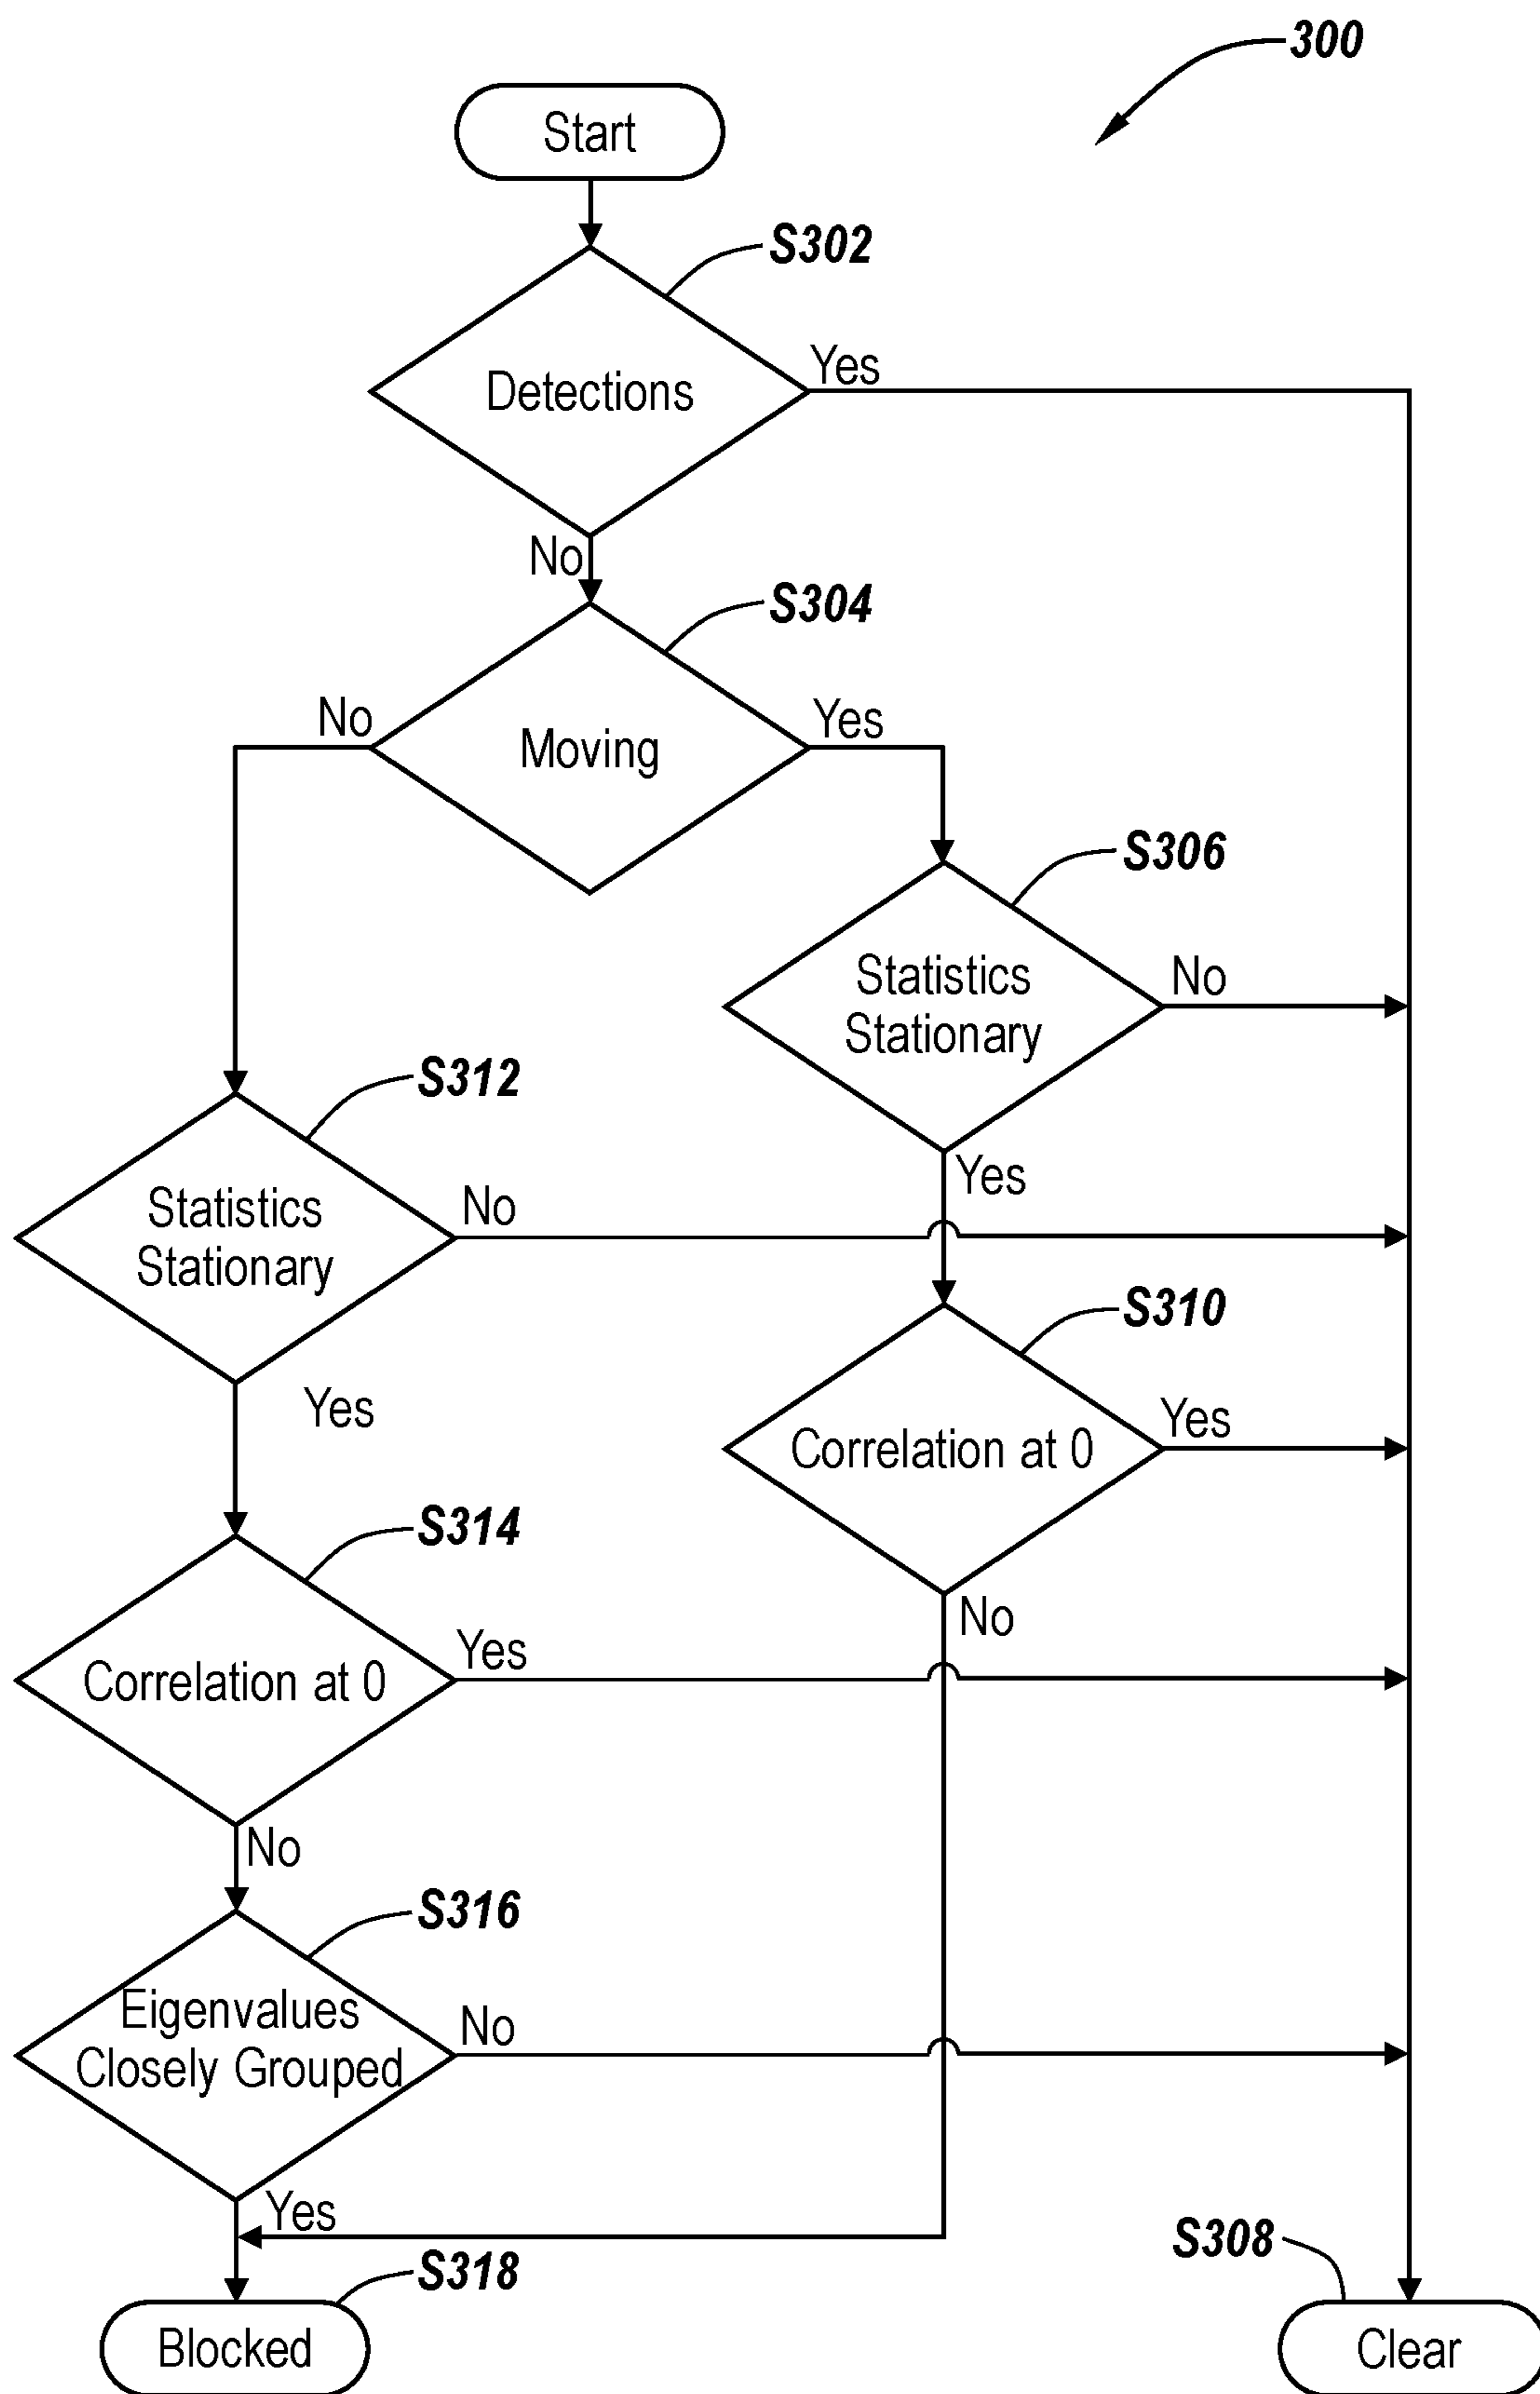 300
Start
S302
Detections
Yes
No
S304
No
Moving
Yes
S306
Statistics
Stationary
No
Yes
S312
Statistics
Stationary
No
Yes
S310
Correlation at 0
Yes
No
S314
Correlation at 0
Yes
No
S316
Eigenvalues
Closely Grouped
No
Yes
S318
Blocked
S308
Clear